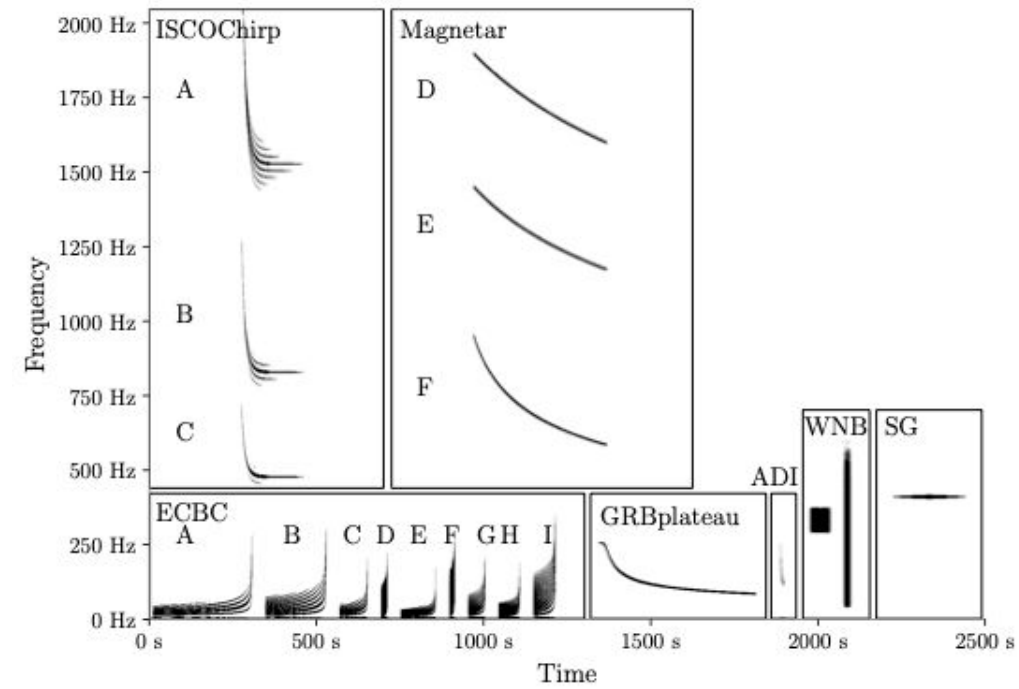 2000 Hz
ISCOChirp
Magnetar
1750 Hz
A
D
1500 Hz
1250 Hz
E
1000 Hz
B
750 Hz
F
C
500 Hz
Frequency
WNB
SG
ADI
ECBC
GRBplateau
A B C D E F G H I
250 Hz
0 Hz
0 s 500 s 1000 s 1500 s 2000 s 2500 s
Time